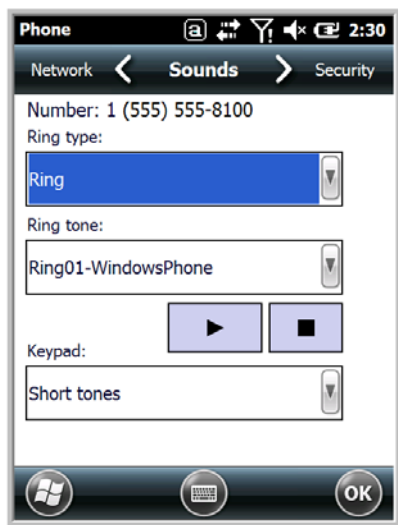 Phone a 2:30
Network Sounds Security
Number: 1 (555) 555-8100
Ring type:
Ring
Ring tone:
Ring01-WindowsPhone
Keypad:
Short tones
OK